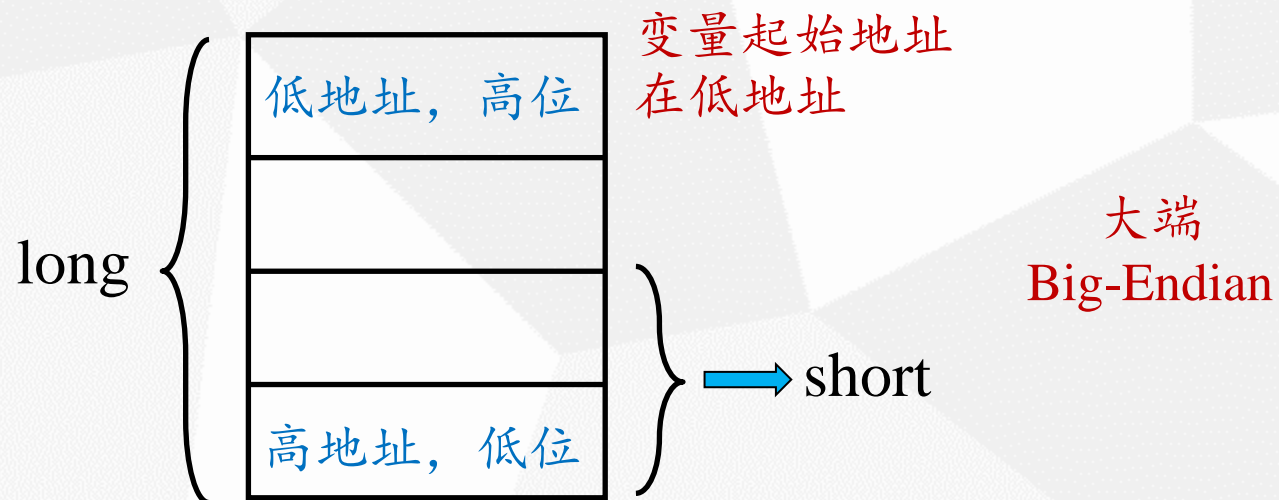 变量起始地址
在低地址
低地址，高位
大端
Big-Endian
long
short
高地址，低位